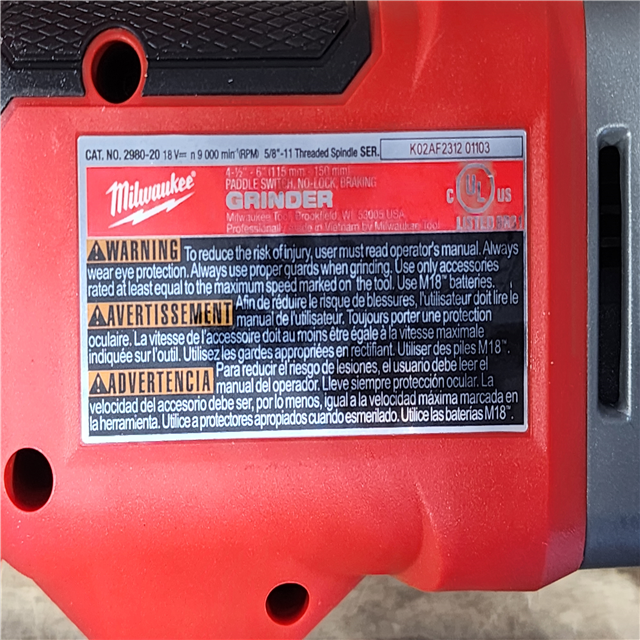 CAT. NO. 2980-20 18 V⎓ n 9 000 min⁻¹(RPM) 5/8"-11 Threaded Spindle SER. K02AF2312 01103
4-½" - 6" (115 mm - 150 mm)
PADDLE SWITCH, NO-LOCK, BRAKING
Milwaukee
GRINDER
C UL US
LISTED
Milwaukee Tool, Brookfield, WI 53005 USA
Professional / Made in Vietnam by Milwaukee Tool
WARNING To reduce the risk of injury, user must read operator's manual. Always
wear eye protection. Always use proper guards when grinding. Use only accessories
rated at least equal to the maximum speed marked on the tool. Use M18™ batteries.
AVERTISSEMENT Afin de réduire le risque de blessures, l'utilisateur doit lire le
manuel de l'utilisateur. Toujours porter une protection
oculaire. La vitesse de l'accessoire doit au moins être égale à la vitesse maximale
indiquée sur l'outil. Utilisez les gardes appropriées en rectifiant. Utiliser des piles M18™.
ADVERTENCIA Para reducir el riesgo de lesiones, el usuario debe leer el
manual del operador. Lleve siempre protección ocular. La
velocidad del accesorio debe ser, por lo menos, igual a la velocidad máxima marcada en
la herramienta. Utilice a protectores apropiados cuando esmerilado. Utilice las baterías M18™.